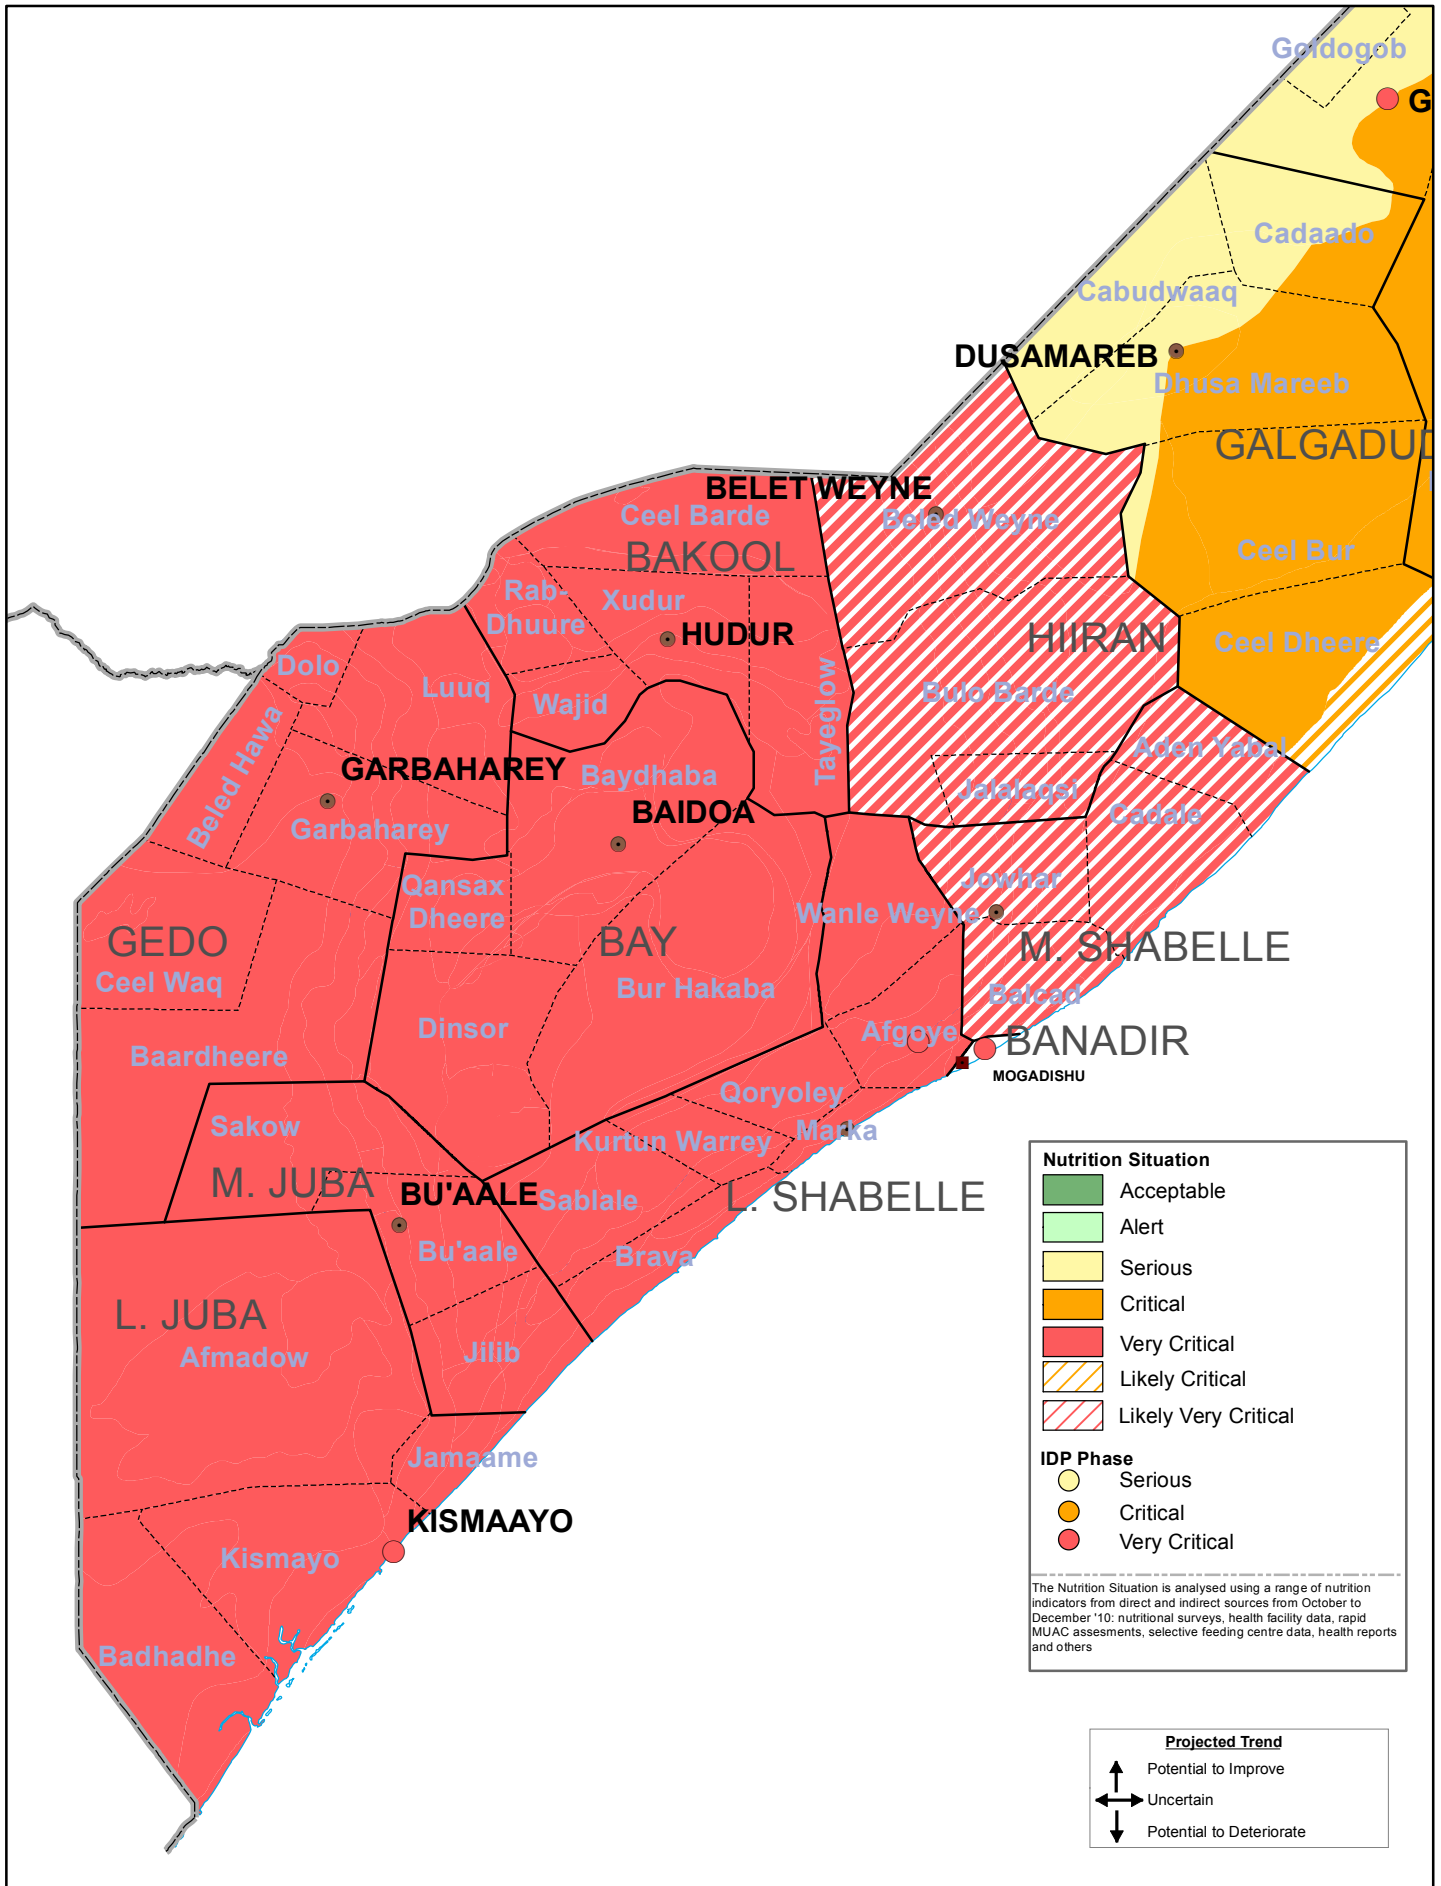 Goldogob
G
Cadaado
Cabudwaaq
DUSAMAREB
Dhusa Mareeb
GALGADUD
BELET WEYNE
Ceel Barde
Beled Weyne
BAKOOL
Ceel Bur
Rab-
Dhuure
Xudur
HUDUR
HIIRAN
Ceel Dheere
Dolo
Luuq
Wajid
Tayeglow
Bulo Barde
Beled Hawa
GARBAHAREY
Baydhaba
Aden Yabal
Jalalaqsi
BAIDOA
Cadale
Garbaharey
Qansax
Dheere
Jowhar
Wanle Weyne
GEDO
BAY
M. SHABELLE
Ceel Waq
Bur Hakaba
Balcad
Dinsor
Afgoye
BANADIR
Baardheere
MOGADISHU
Qoryoley
Sakow
Kurtun Warrey
Marka
M. JUBA
BU'AALE
Sablale
L. SHABELLE
Bu'aale
Brava
L. JUBA
Afmadow
Jilib
Jamaame
KISMAAYO
Kismayo
Badhadhe
Nutrition Situation
Acceptable
Alert
Serious
Critical
Very Critical
Likely Critical
Likely Very Critical
IDP Phase
Serious
Critical
Very Critical
The Nutrition Situation is analysed using a range of nutrition
indicators from direct and indirect sources from October to
December '10: nutritional surveys, health facility data, rapid
MUAC assesments, selective feeding centre data, health reports
and others
Projected Trend
Potential to Improve
Uncertain
Potential to Deteriorate